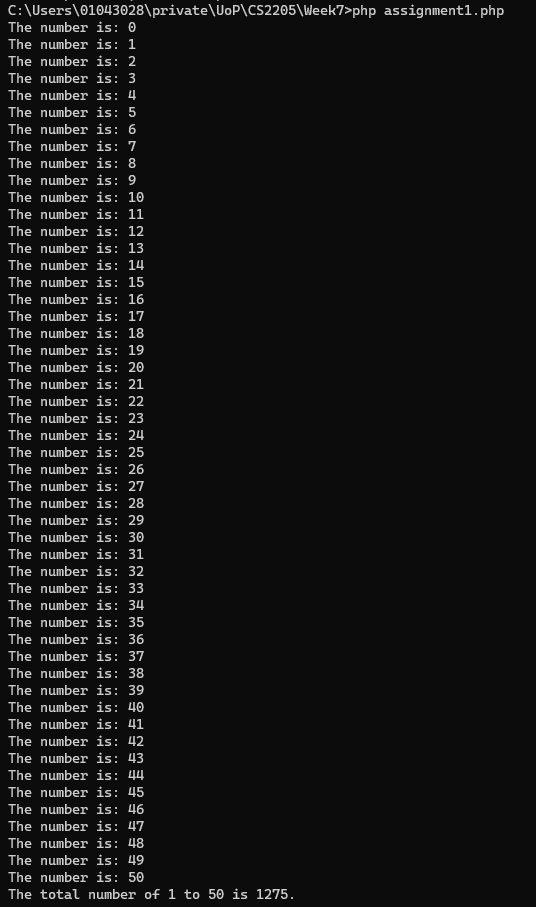 C:\Users\01043028\private\UoP\CS2205\Week7>php assignment1.php
The number is: 0
The number is: 1
The number is: 2
The number is: 3
The number is: 4
The number is: 5
The number is: 6
The number is: 7
The number is: 8
The number is: 9
The number is: 10
The number is: 11
The number is: 12
The number is: 13
The number is: 14
The number is: 15
The number is: 16
The number is: 17
The number is: 18
The number is: 19
The number is: 20
The number is: 21
The number is: 22
The number is: 23
The number is: 24
The number is: 25
The number is: 26
The number is: 27
The number is: 28
The number is: 29
The number is: 30
The number is: 31
The number is: 32
The number is: 33
The number is: 34
The number is: 35
The number is: 36
The number is: 37
The number is: 38
The number is: 39
The number is: 40
The number is: 41
The number is: 42
The number is: 43
The number is: 44
The number is: 45
The number is: 46
The number is: 47
The number is: 48
The number is: 49
The number is: 50
The total number of 1 to 50 is 1275.